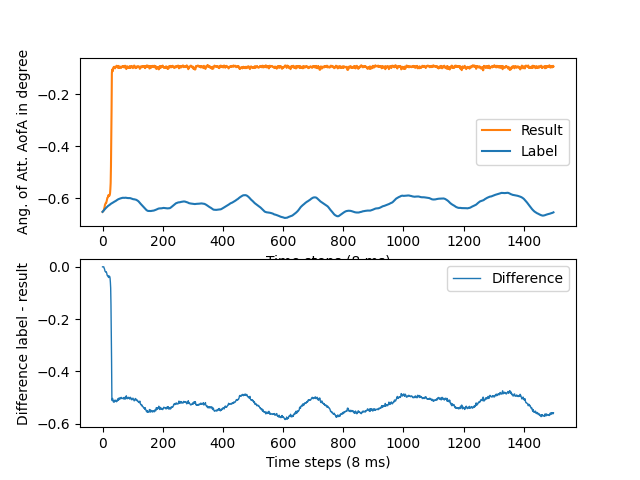 Ang. of Att. AofA in degree
−0.2
−0.4
−0.6
Result
Label
0 200 400 600 800 1000 1200 1400
Time steps (8 ms)
Difference label - result
0.0
−0.2
−0.4
−0.6
Difference
0 200 400 600 800 1000 1200 1400
Time steps (8 ms)